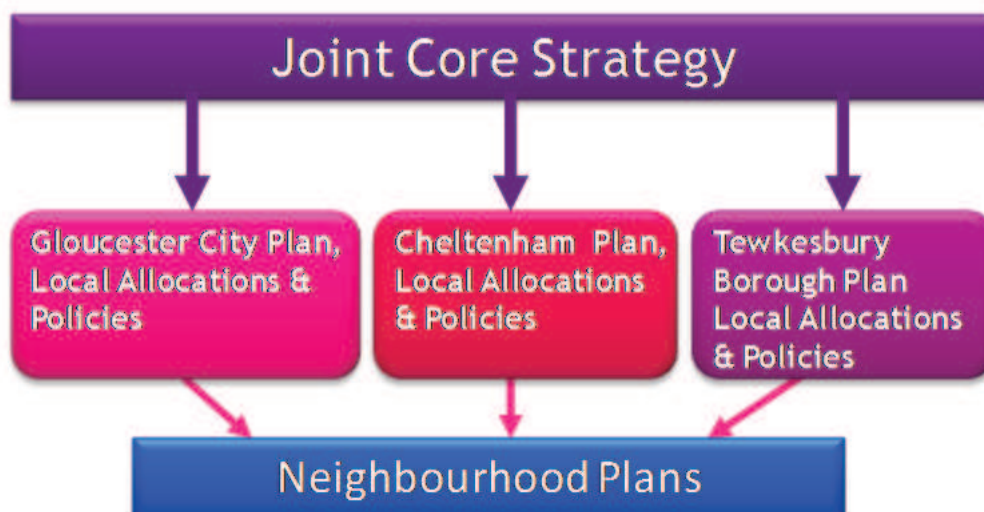 Joint Core Strategy
Gloucester City Plan,
Local Allocations &
Policies
Cheltenham Plan,
Local Allocations
& Policies
Tewkesbury
Borough Plan
Local Allocations
& Policies
Neighbourhood Plans